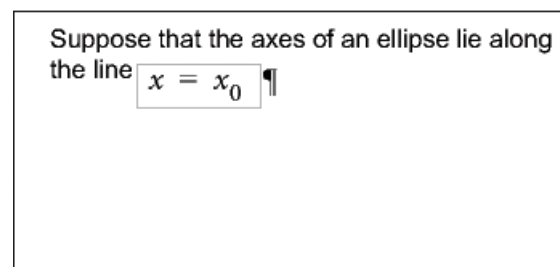 Suppose that the axes of an ellipse lie along
the line x = x₀ ¶